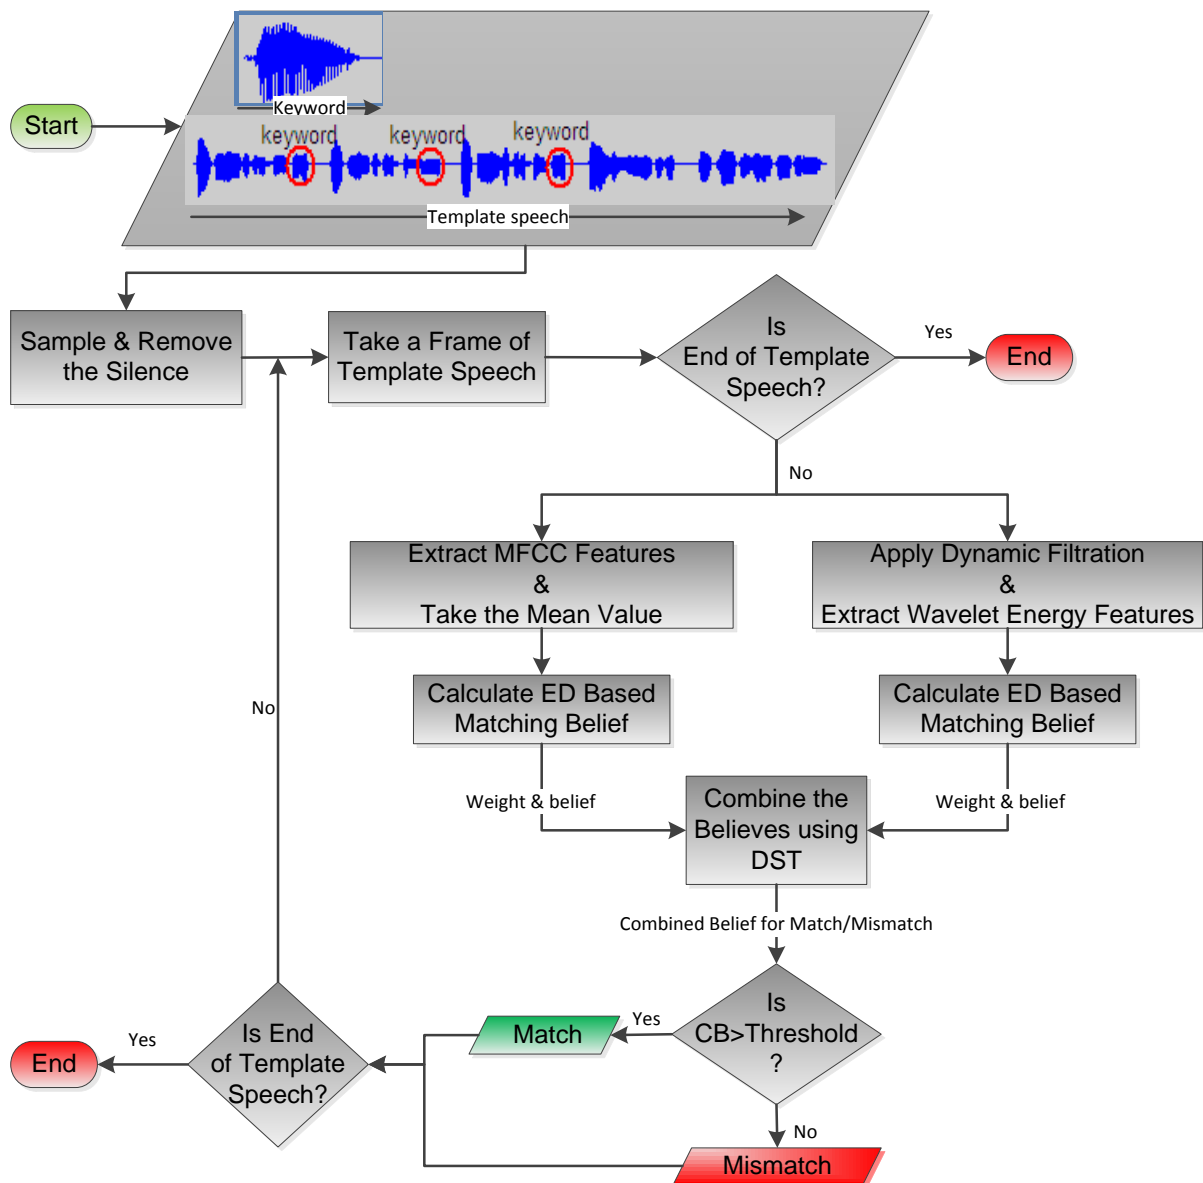 Keyword
Start
keyword
keyword
keyword
Template speech
Sample & Remove
the Silence
Take a Frame of
Template Speech
Is
End of Template
Speech?
Yes
End
No
Extract MFCC Features
&
Take the Mean Value
Apply Dynamic Filtration
&
Extract Wavelet Energy Features
Calculate ED Based
Matching Belief
Calculate ED Based
Matching Belief
No
Weight & belief
Weight & belief
Combine the
Believes using
DST
Combined Belief for Match/Mismatch
Is
CB>Threshold
?
Yes
Match
Is End
of Template
Speech?
Yes
End
No
Mismatch